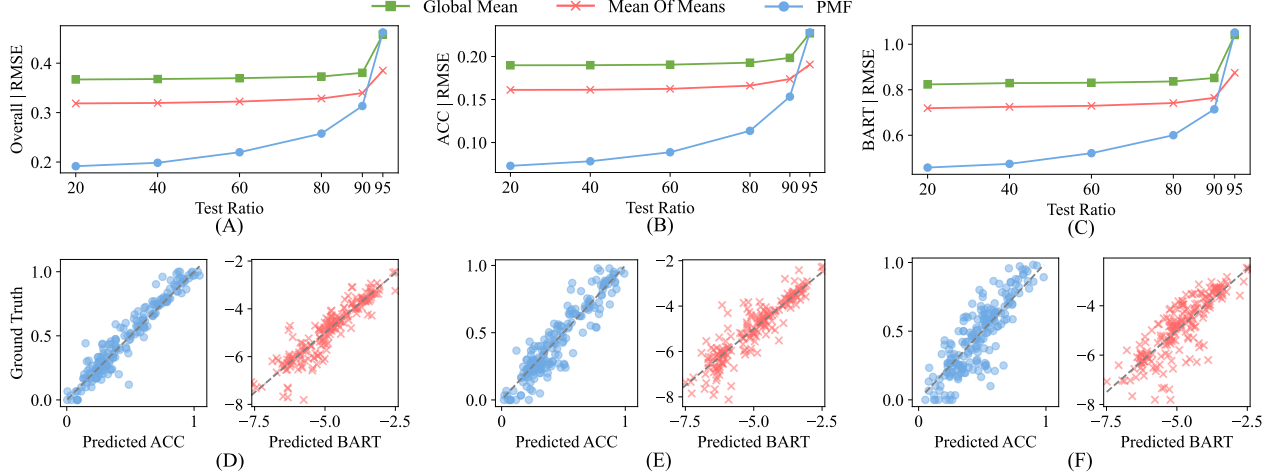 Global Mean Mean Of Means PMF
Overall | RMSE
0.4
0.3
0.2
20 40 60 80 90 95
Test Ratio
(A)
ACC | RMSE
0.20
0.15
0.10
20 40 60 80 90 95
Test Ratio
(B)
BART | RMSE
1.0
0.8
0.6
20 40 60 80 90 95
Test Ratio
(C)
Ground Truth
1.0
0.5
0.0
0 1
Predicted ACC
−2
−4
−6
−8
−7.5 −5.0 −2.5
Predicted BART
(D)
1.0
0.5
0.0
0 1
Predicted ACC
−2
−4
−6
−8
−7.5 −5.0 −2.5
Predicted BART
(E)
1.0
0.5
0.0
0 1
Predicted ACC
−4
−6
−8
−7.5 −5.0 −2.5
Predicted BART
(F)